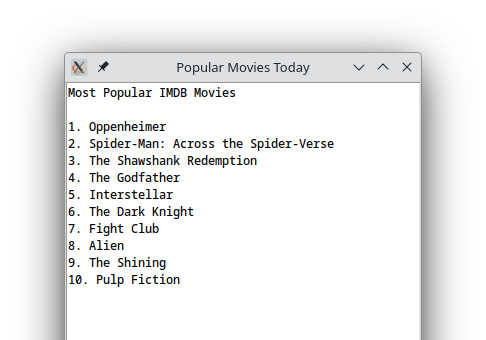 Popular Movies Today
Most Popular IMDB Movies
1. Oppenheimer
2. Spider-Man: Across the Spider-Verse
3. The Shawshank Redemption
4. The Godfather
5. Interstellar
6. The Dark Knight
7. Fight Club
8. Alien
9. The Shining
10. Pulp Fiction